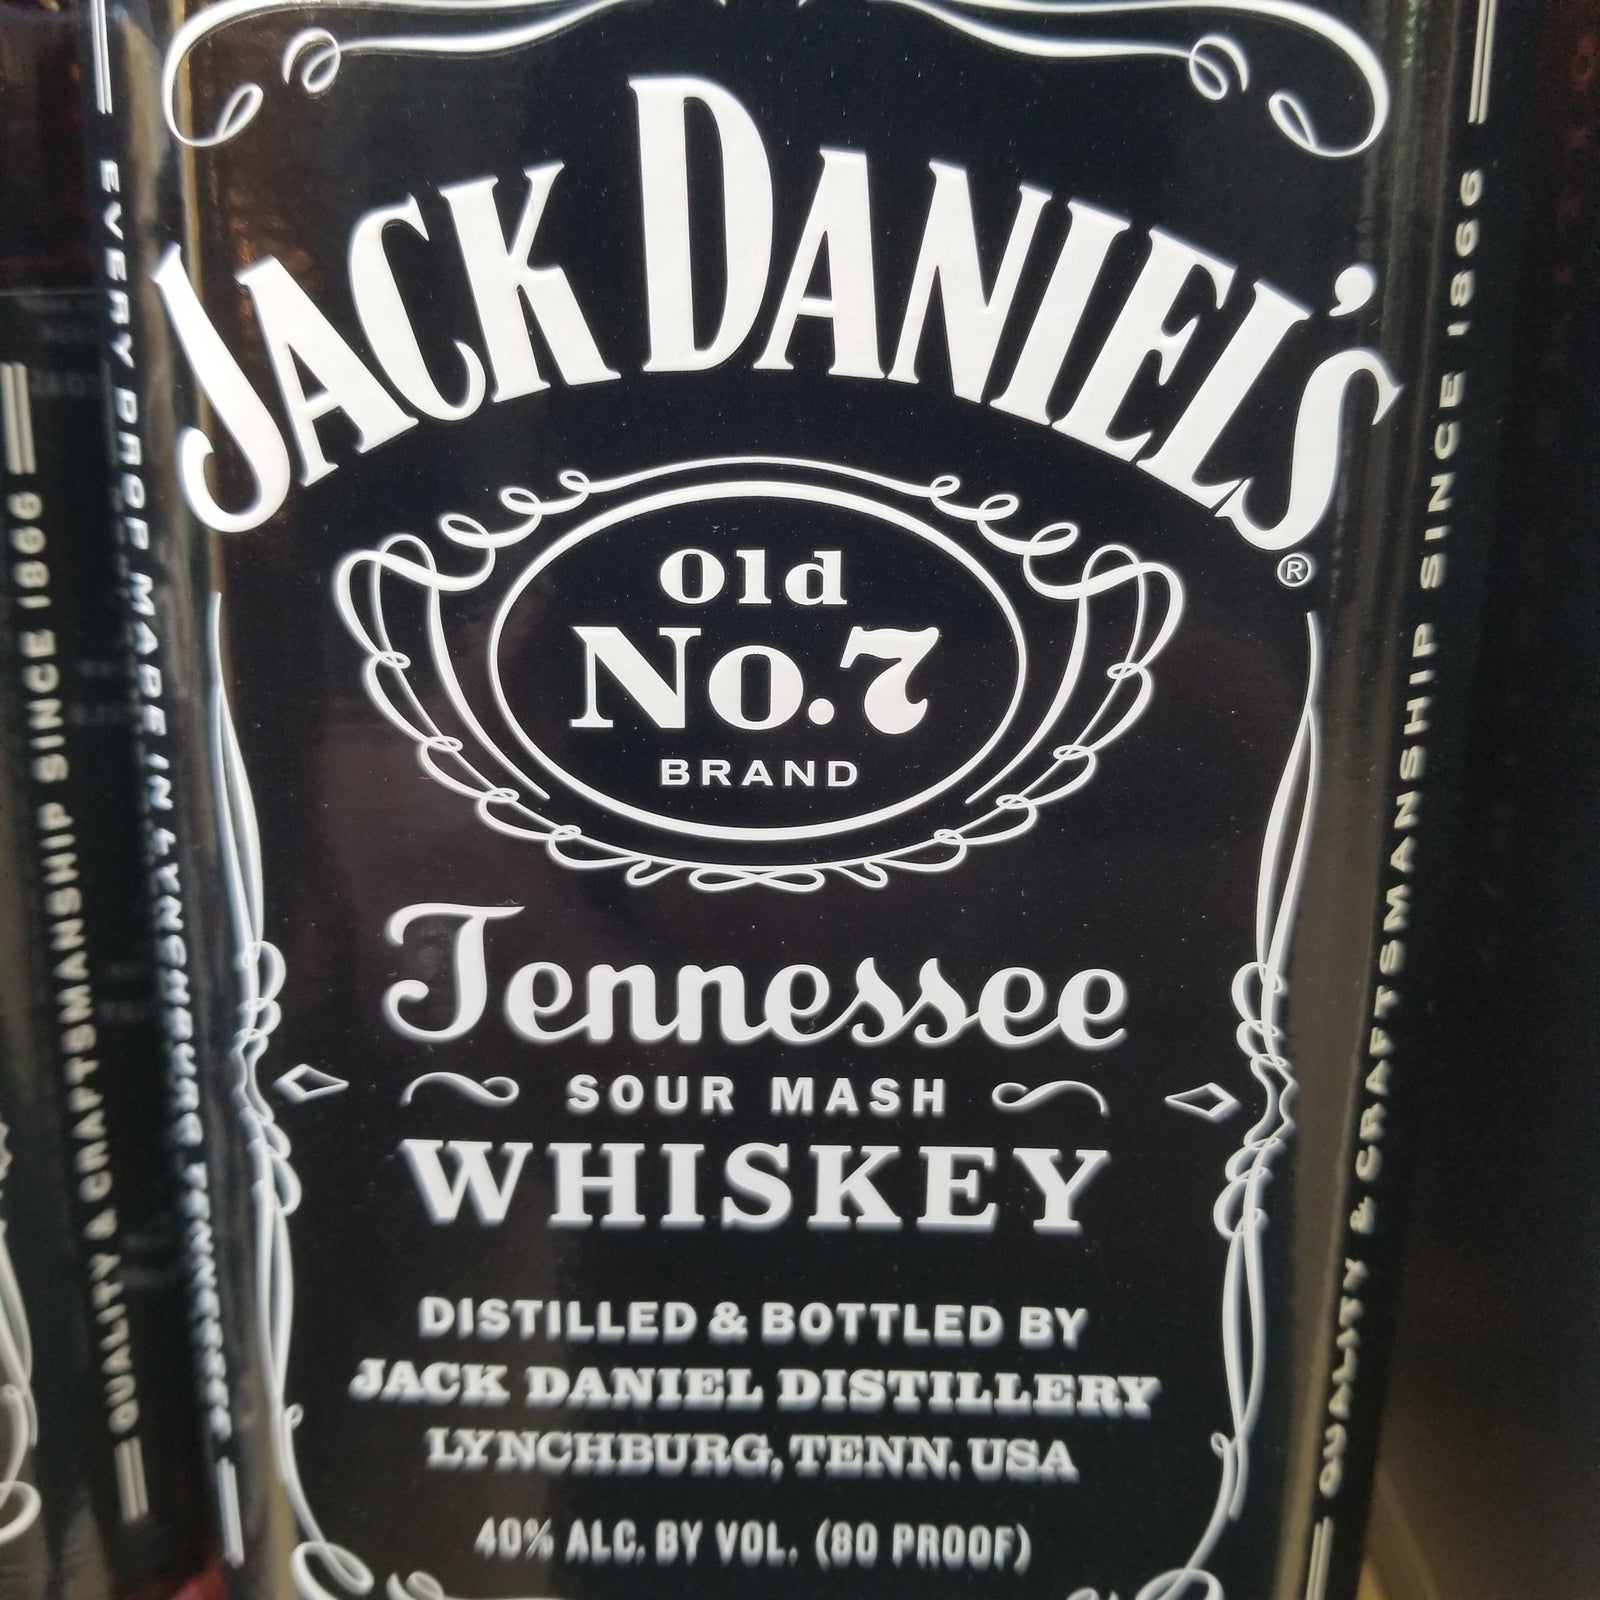 JACK DANIEL'S
®
Old
No.7
BRAND
Tennessee
SOUR MASH
WHISKEY
DISTILLED & BOTTLED BY
JACK DANIEL DISTILLERY
LYNCHBURG, TENN. USA
40% ALC. BY VOL. (80 PROOF)
EVERY DROP MADE IN LYNCHBURG TENNESSEE
QUALITY & CRAFTSMANSHIP SINCE 1866
QUALITY & CRAFTSMANSHIP SINCE 1866